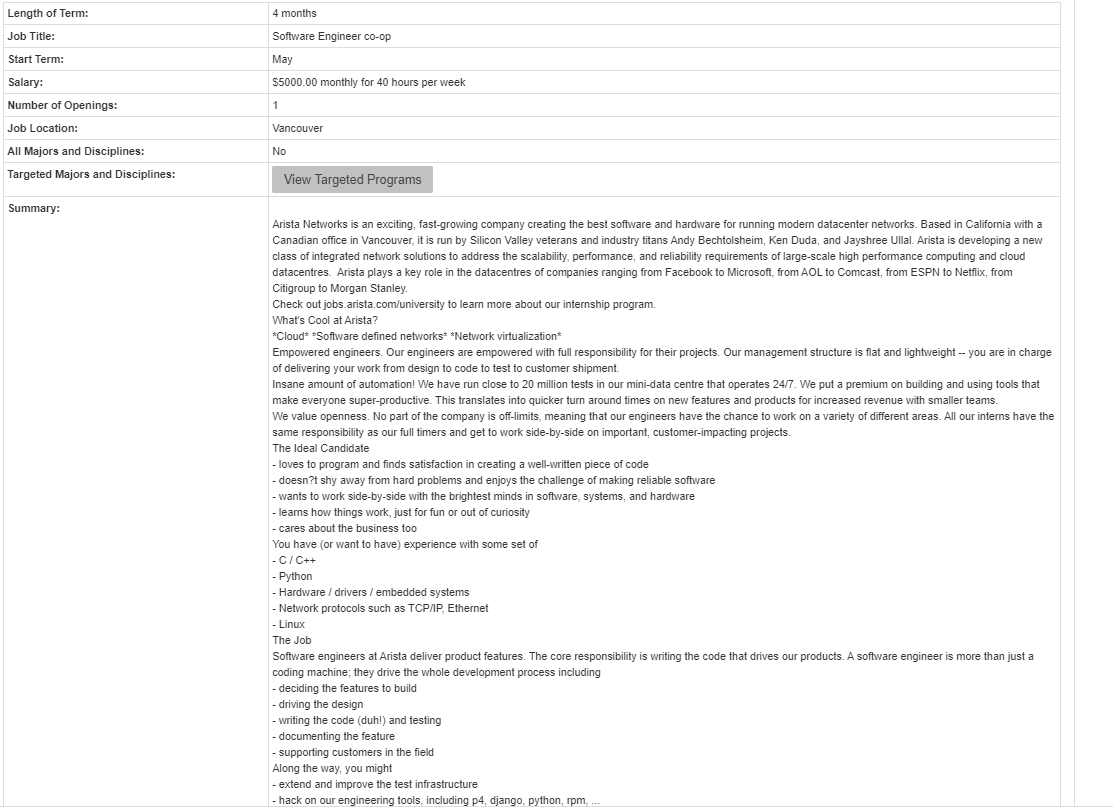 Length of Term: 4 months
Job Title: Software Engineer co-op
Start Term: May
Salary: $5000.00 monthly for 40 hours per week
Number of Openings: 1
Job Location: Vancouver
All Majors and Disciplines: No
Targeted Majors and Disciplines: View Targeted Programs
Summary:
Arista Networks is an exciting, fast-growing company creating the best software and hardware for running modern datacenter networks. Based in California with a
Canadian office in Vancouver, it is run by Silicon Valley veterans and industry titans Andy Bechtolsheim, Ken Duda, and Jayshree Ullal. Arista is developing a new
class of integrated network solutions to address the scalability, performance, and reliability requirements of large-scale high performance computing and cloud
datacentres.  Arista plays a key role in the datacentres of companies ranging from Facebook to Microsoft, from AOL to Comcast, from ESPN to Netflix, from
Citigroup to Morgan Stanley.
Check out jobs.arista.com/university to learn more about our internship program.
What's Cool at Arista?
*Cloud* *Software defined networks* *Network virtualization*
Empowered engineers. Our engineers are empowered with full responsibility for their projects. Our management structure is flat and lightweight -- you are in charge
of delivering your work from design to code to test to customer shipment.
Insane amount of automation! We have run close to 20 million tests in our mini-data centre that operates 24/7. We put a premium on building and using tools that
make everyone super-productive. This translates into quicker turn around times on new features and products for increased revenue with smaller teams.
We value openness. No part of the company is off-limits, meaning that our engineers have the chance to work on a variety of different areas. All our interns have the
same responsibility as our full timers and get to work side-by-side on important, customer-impacting projects.
The Ideal Candidate
- loves to program and finds satisfaction in creating a well-written piece of code
- doesn?t shy away from hard problems and enjoys the challenge of making reliable software
- wants to work side-by-side with the brightest minds in software, systems, and hardware
- learns how things work, just for fun or out of curiosity
- cares about the business too
You have (or want to have) experience with some set of
- C / C++
- Python
- Hardware / drivers / embedded systems
- Network protocols such as TCP/IP, Ethernet
- Linux
The Job
Software engineers at Arista deliver product features. The core responsibility is writing the code that drives our products. A software engineer is more than just a
coding machine; they drive the whole development process including
- deciding the features to build
- driving the design
- writing the code (duh!) and testing
- documenting the feature
- supporting customers in the field
Along the way, you might
- extend and improve the test infrastructure
- hack on our engineering tools, including p4, django, python, rpm, ...